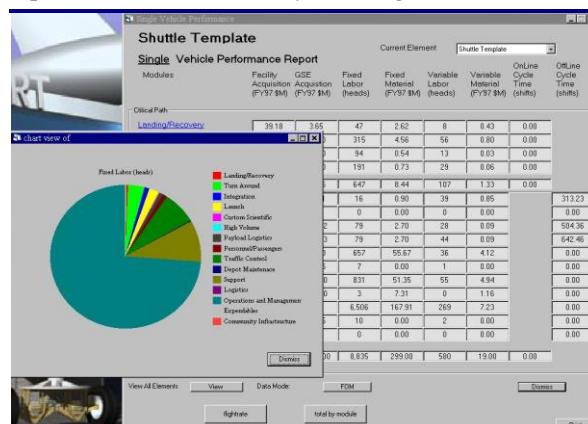 Single Vehicle Performance
Shuttle Template
Current Element Shuttle Template
Single Vehicle Performance Report
Modules
Facility Acquisition (FY97 $M)
GSE Acquistion (FY'97 $M)
Fixed Labor (heads)
Fixed Material (FY'97 $M)
Variable Labor (heads)
Variable Material (FY'97 $M)
OnLine Cycle Time (shifts)
OffLine Cycle Time (shifts)
Critical Path
Landing/Recovery 39.18 3.65 47 2.62 8 0.43 0.00
315 4.56 56 0.80 0.00
94 0.54 13 0.03 0.00
191 0.73 29 0.06 0.00
647 8.44 107 1.33 0.00
16 0.90 39 0.85 313.23
0 0.00 0 0.00 0.00
79 2.70 28 0.09 504.36
79 2.70 44 0.09 642.46
657 55.67 36 4.12 0.00
7 0.00 1 0.00 0.00
831 51.35 55 4.94 0.00
3 7.31 0 1.16 0.00
6,506 167.91 269 7.23 0.00
10 0.00 2 0.00 0.00
0 0.00 0 0.00 0.00
8,835 299.00 580 19.00 0.00
chart view of
Fixed Labor (heads)
Landing/Recovery
Turn Around
Integration
Launch
Custom Scientific
High Volume
Payload Logistics
Personnel/Passengers
Traffic Control
Depot Maintenace
Support
Logistics
Operations and Managemen
Expendables
Community Infrastructure
Dismiss
View All Elements View Data Mode: FOM Dismiss
flightrate total by module